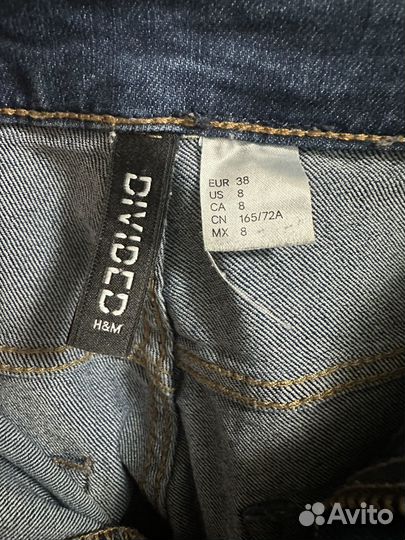 DIVIDED
H&M
EUR 38
US 8
CA 8
CN 165/72A
MX 8
Avito